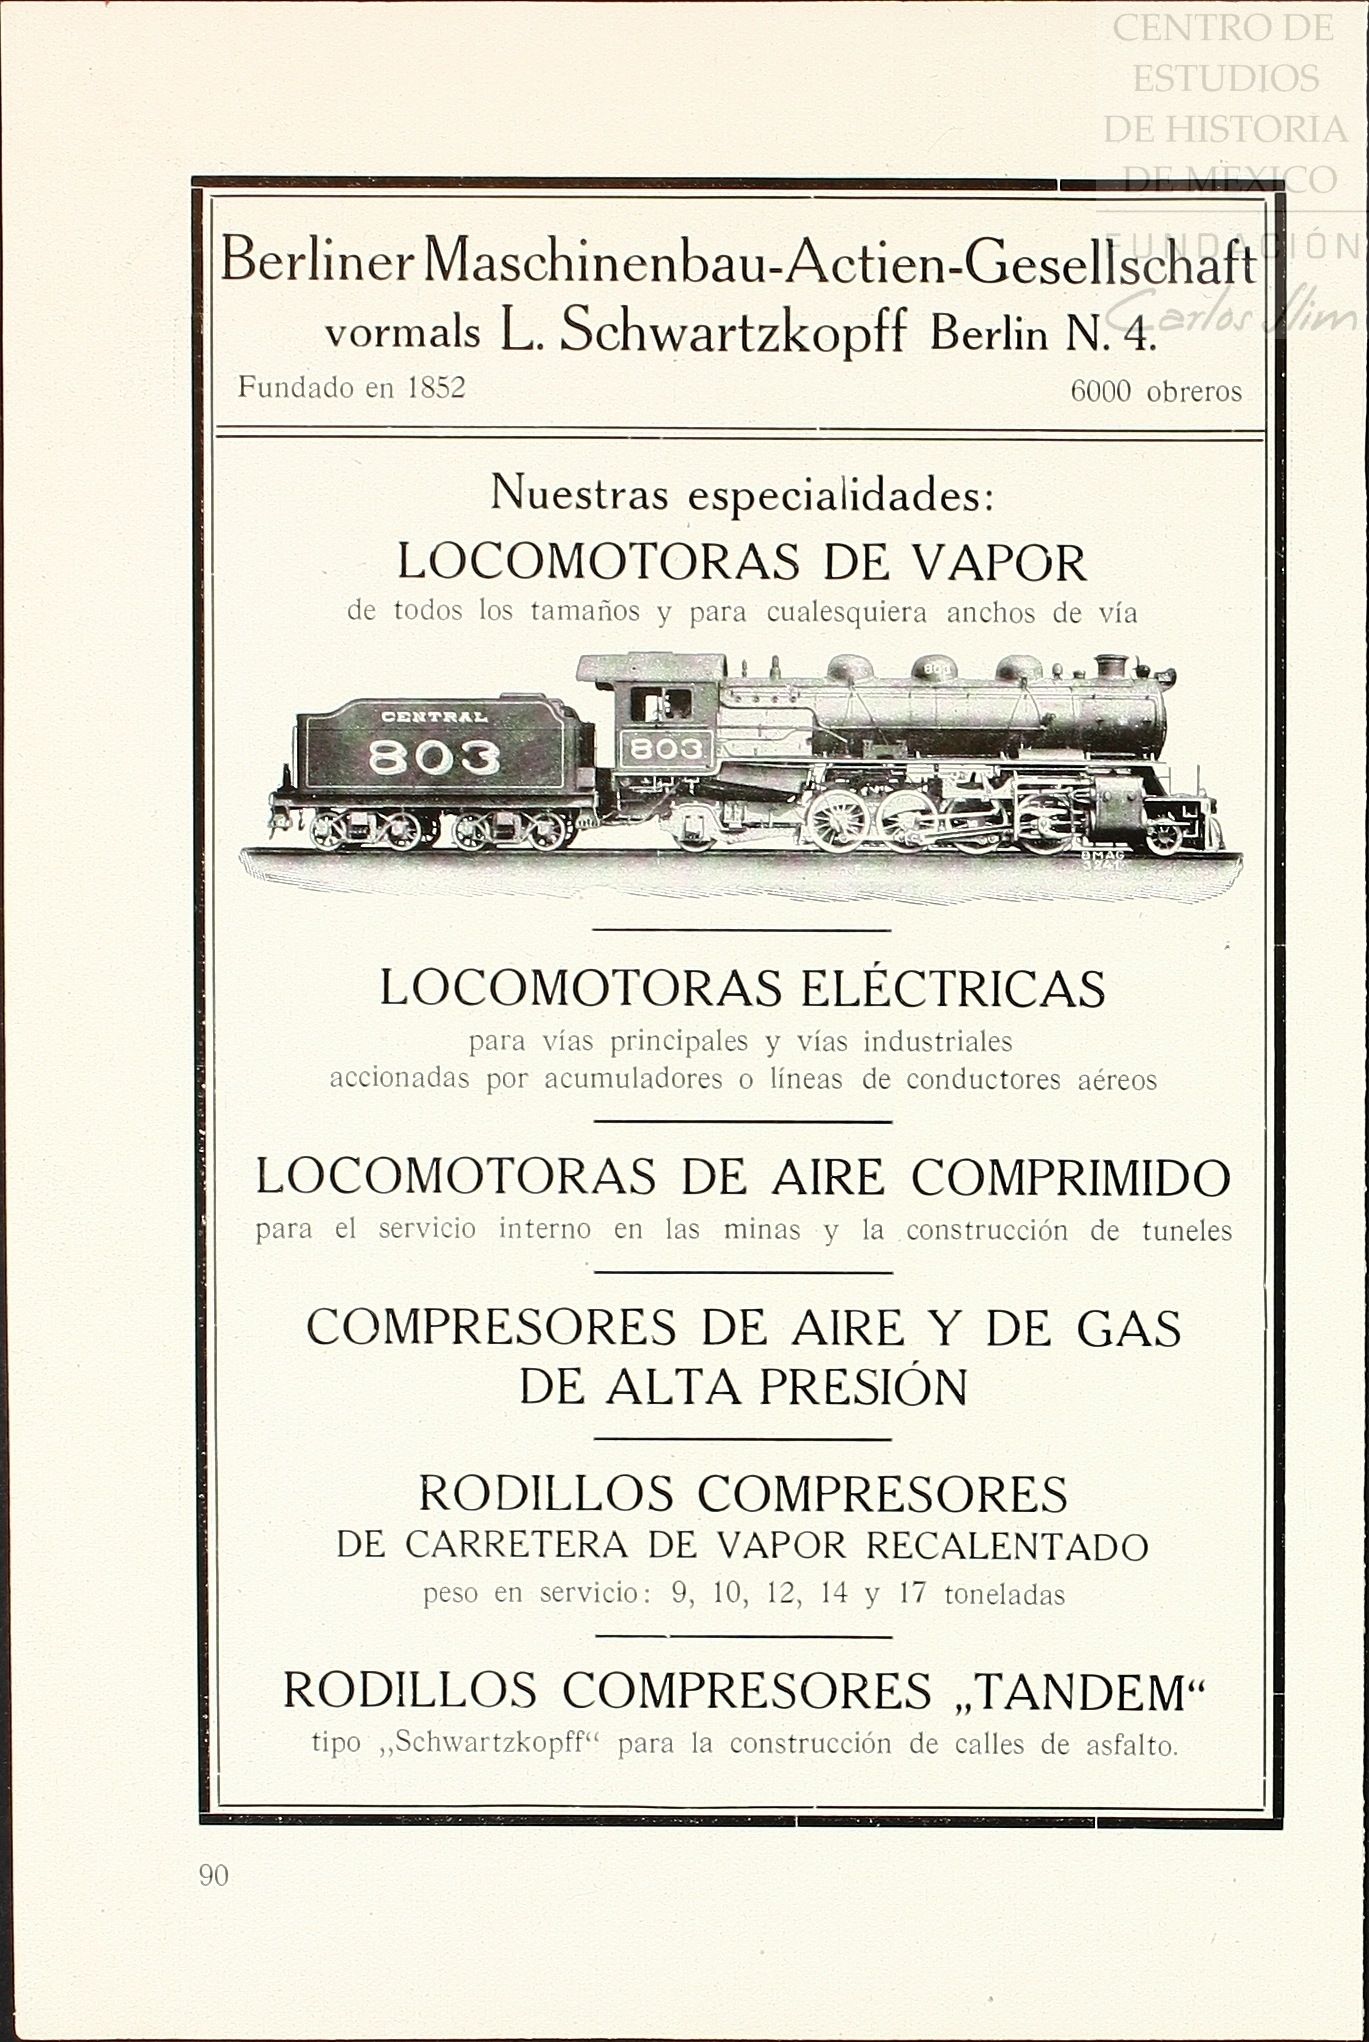 CENTRO DE
ESTUDIOS
DE HISTORIA
DE MÉXICO
FUNDACIÓN
Carlos Slim
Berliner Maschinenbau-Actien-Gesellschaft
vormals L. Schwartzkopff Berlin N. 4.
Fundado en 1852 6000 obreros
Nuestras especialidades:
LOCOMOTORAS DE VAPOR
de todos los tamaños y para cualesquiera anchos de vía
803
CENTRAL
803
803
BMAG
LOCOMOTORAS ELÉCTRICAS
para vías principales y vías industriales
accionadas por acumuladores o líneas de conductores aéreos
LOCOMOTORAS DE AIRE COMPRIMIDO
para el servicio interno en las minas y la construcción de tuneles
COMPRESORES DE AIRE Y DE GAS
DE ALTA PRESIÓN
RODILLOS COMPRESORES
DE CARRETERA DE VAPOR RECALENTADO
peso en servicio: 9, 10, 12, 14 y 17 toneladas
RODILLOS COMPRESORES „TANDEM“
tipo „Schwartzkopff“ para la construcción de calles de asfalto.
90